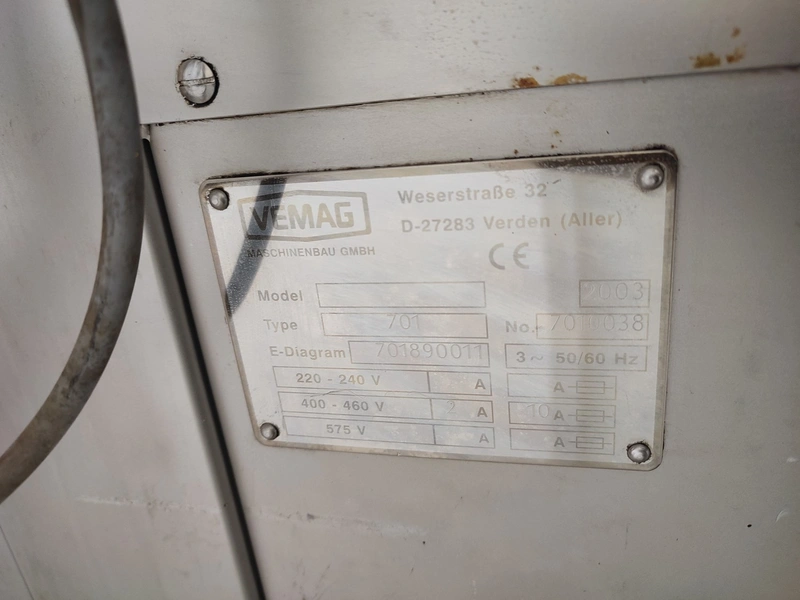 VEMAG
MASCHINENBAU GMBH
Weserstraße 32
D-27283 Verden (Aller)
CE
Model 2003
Type 701 No.
E-Diagram 701890011 3 ~ 50/60 Hz
220 - 240 V A A
400 - 460 V A 10 A
575 V A A